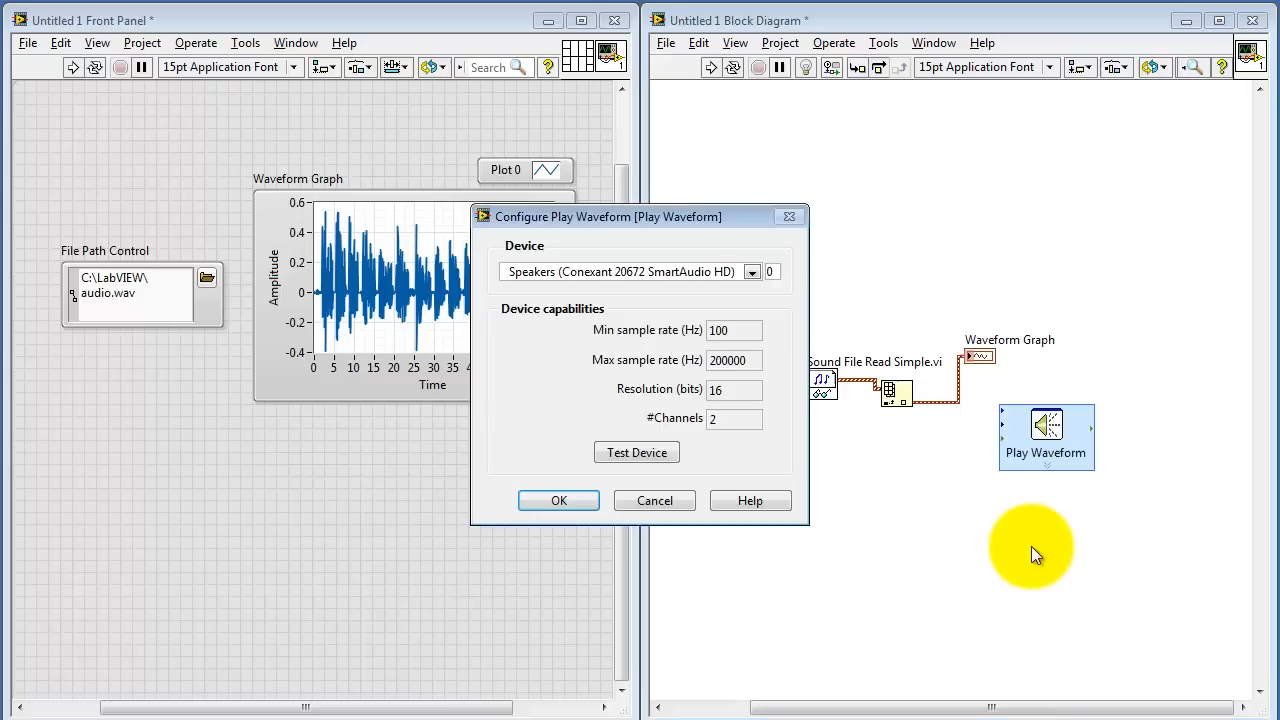 Untitled 1 Front Panel *
File Edit View Project Operate Tools Window Help
15pt Application Font
Search
?
1
Plot 0
Waveform Graph
Amplitude
0.6
0.4
0.2
0
-0.2
-0.4
0 5 10 15 20 25 30 35
Time
File Path Control
C:\LabVIEW\
audio.wav
Configure Play Waveform [Play Waveform]
Device
Speakers (Conexant 20672 SmartAudio HD) 0
Device capabilities
Min sample rate (Hz) 100
Max sample rate (Hz) 200000
Resolution (bits) 16
#Channels 2
Test Device
OK Cancel Help
Untitled 1 Block Diagram *
File Edit View Project Operate Tools Window Help
15pt Application Font
?
1
Waveform Graph
Sound File Read Simple.vi
Play Waveform